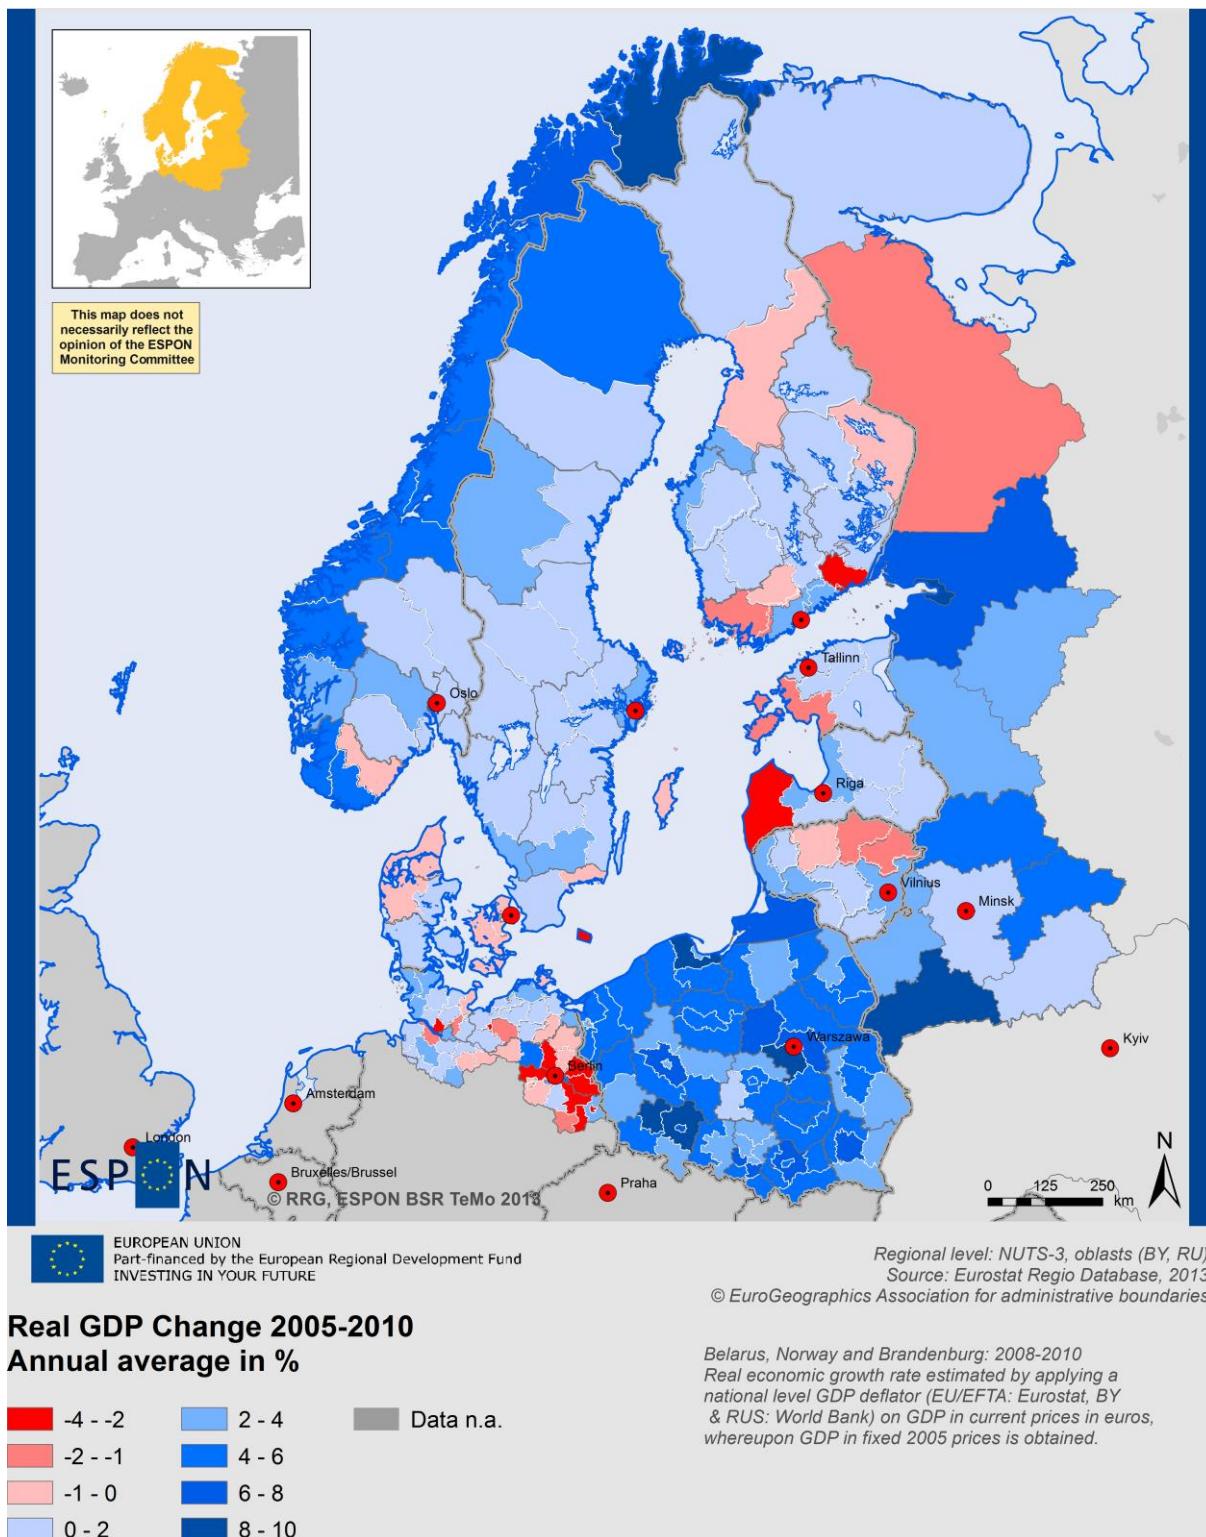 This map does not
necessarily reflect the
opinion of the ESPON
Monitoring Committee
Oslo
Tallinn
Riga
Vilnius
Minsk
Warszawa
Kyiv
Berlin
Amsterdam
London
Bruxelles/Brussel
Praha
ESPON
© RRG, ESPON BSR TeMo 2013
N
0 125 250
km
EUROPEAN UNION
Part-financed by the European Regional Development Fund
INVESTING IN YOUR FUTURE
Regional level: NUTS-3, oblasts (BY, RU)
Source: Eurostat Regio Database, 2013
© EuroGeographics Association for administrative boundaries
Real GDP Change 2005-2010
Annual average in %
-4 - -2
-2 - -1
-1 - 0
0 - 2
2 - 4
4 - 6
6 - 8
8 - 10
Data n.a.
Belarus, Norway and Brandenburg: 2008-2010
Real economic growth rate estimated by applying a
national level GDP deflator (EU/EFTA: Eurostat, BY
& RUS: World Bank) on GDP in current prices in euros,
whereupon GDP in fixed 2005 prices is obtained.